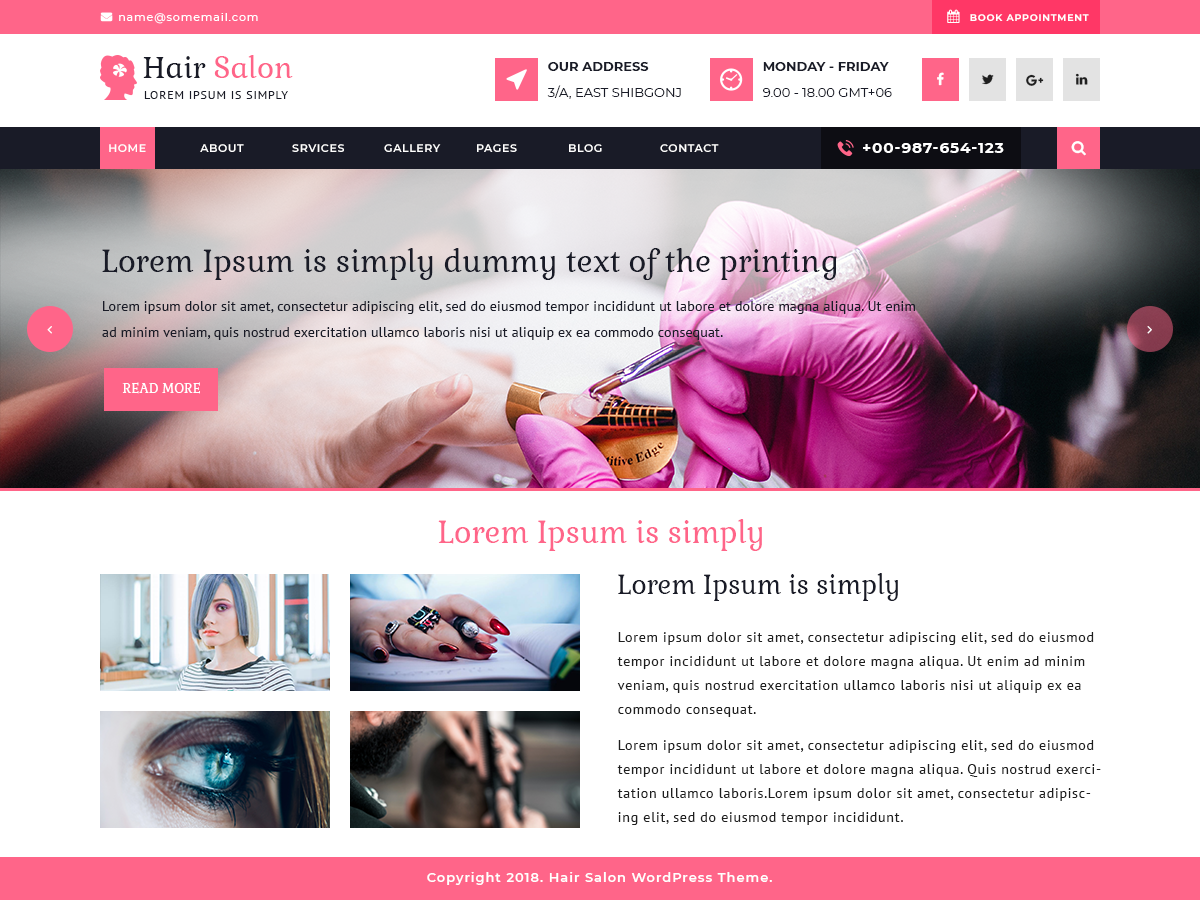 name@somemail.com
BOOK APPOINTMENT
Hair Salon
LOREM IPSUM IS SIMPLY
OUR ADDRESS
3/A, EAST SHIBGONJ
MONDAY - FRIDAY
9.00 - 18.00 GMT+06
f
G+
in
HOME
ABOUT
SRVICES
GALLERY
PAGES
BLOG
CONTACT
+00-987-654-123
Lorem Ipsum is simply dummy text of the printing
Lorem ipsum dolor sit amet, consectetur adipiscing elit, sed do eiusmod tempor incididunt ut labore et dolore magna aliqua. Ut enim
ad minim veniam, quis nostrud exercitation ullamco laboris nisi ut aliquip ex ea commodo consequat.
READ MORE
titive Edge
Lorem Ipsum is simply
Lorem Ipsum is simply
Lorem ipsum dolor sit amet, consectetur adipiscing elit, sed do eiusmod
tempor incididunt ut labore et dolore magna aliqua. Ut enim ad minim
veniam, quis nostrud exercitation ullamco laboris nisi ut aliquip ex ea
commodo consequat.
Lorem ipsum dolor sit amet, consectetur adipiscing elit, sed do eiusmod
tempor incididunt ut labore et dolore magna aliqua. Quis nostrud exerci-
tation ullamco laboris.Lorem ipsum dolor sit amet, consectetur adipisc-
ing elit, sed do eiusmod tempor incididunt.
Copyright 2018. Hair Salon WordPress Theme.